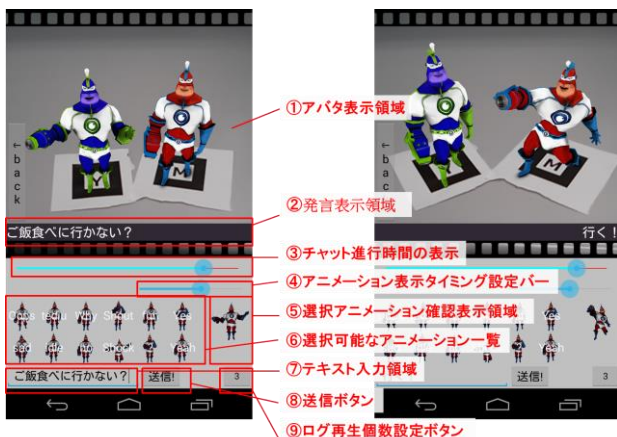 ←
b
a
c
k
Y
M
ご飯食べに行かない？
Why
Shout
fun
Yes
sad
Idle
no
Shock
Yeah
ご飯食べに行かない？
送信!
3
①アバタ表示領域
②発言表示領域
③チャット進行時間の表示
④アニメーション表示タイミング設定バー
⑤選択アニメーション確認表示領域
⑥選択可能なアニメーション一覧
⑦テキスト入力領域
⑧送信ボタン
⑨ログ再生個数設定ボタン
←
b
a
c
k
Y
M
行く！
Yes
Yeah
送信!
3